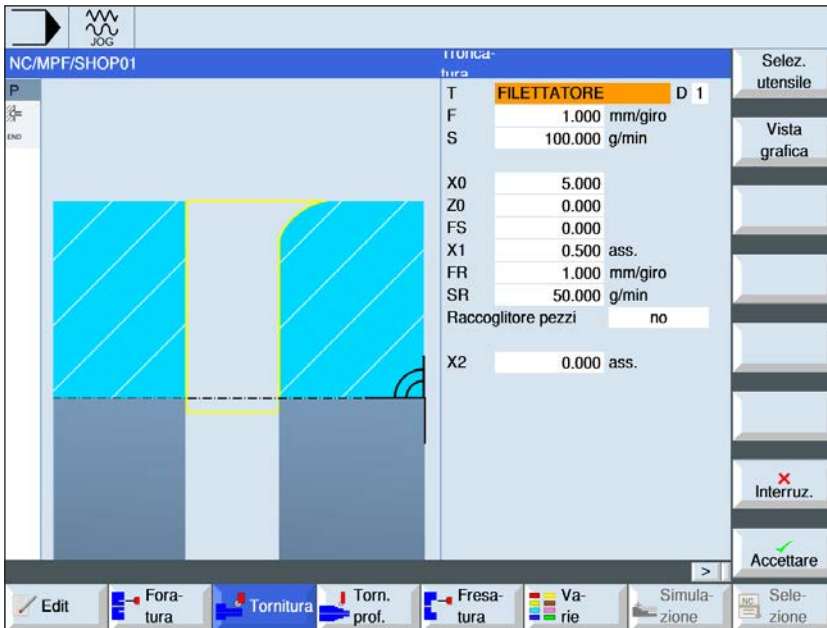 JOG
NC/MPF/SHOP01
Tronca-
tura
P
END
T FILETTATORE D 1
F 1.000 mm/giro
S 100.000 g/min
X0 5.000
Z0 0.000
FS 0.000
X1 0.500 ass.
FR 1.000 mm/giro
SR 50.000 g/min
Raccoglitore pezzi no
X2 0.000 ass.
>
Selez.
utensile
Vista
grafica
Interruz.
Accettare
Edit
Fora-
tura
Tornitura
Torn.
prof.
Fresa-
tura
Va-
rie
Simula-
zione
NC
Sele-
zione